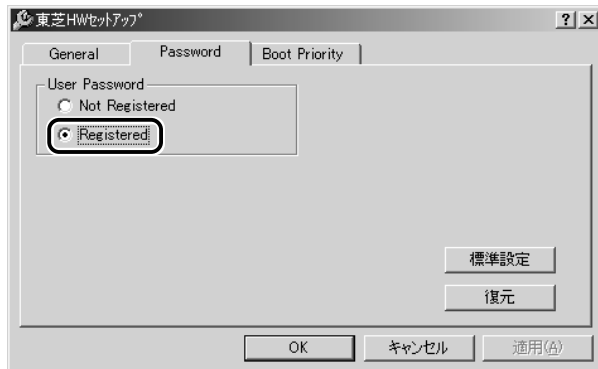 東芝HWｾｯﾄｱｯﾌﾟ
General Password Boot Priority
User Password
Not Registered
Registered
標準設定
復元
OK キャンセル 適用(A)